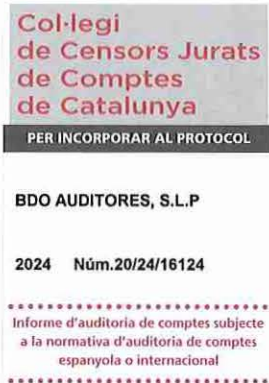 Col·legi
de Censors Jurats
de Comptes
de Catalunya
PER INCORPORAR AL PROTOCOL
BDO AUDITORES, S.L.P
2024 Núm.20/24/16124
Informe d'auditoria de comptes subjecte
a la normativa d'auditoria de comptes
espanyola o internacional